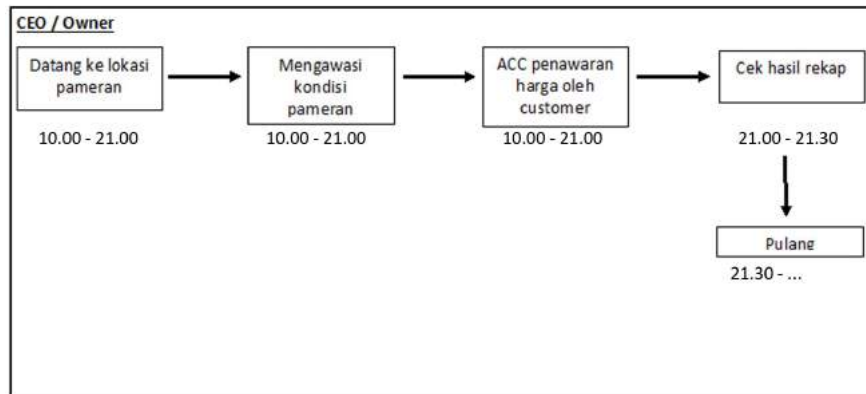 CEO / Owner
Datang ke lokasi
pameran
10.00 - 21.00
Mengawasi
kondisi
pameran
10.00 - 21.00
ACC penawaran
harga oleh
customer
10.00 - 21.00
Cek hasil rekap
21.00 - 21.30
Pulang
21.30 - ...